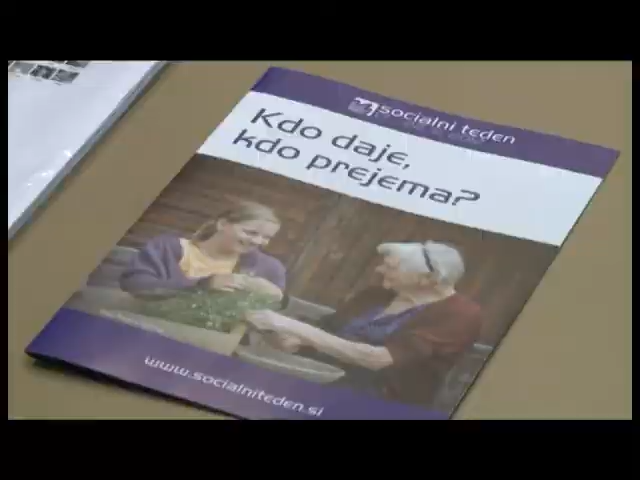 socialni teden
Kdo daje,
kdo prejema?
www.socialniteden.si